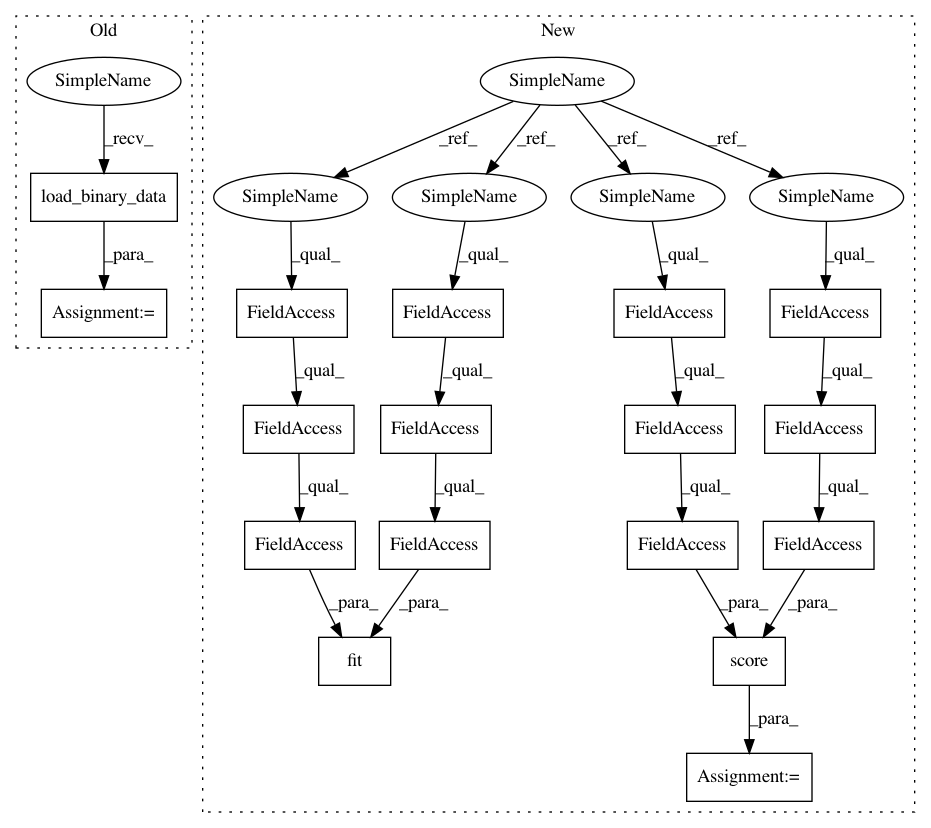 Old
New
SimpleName
SimpleName
_recv_
_ref_
_ref_
_ref_
_ref_
load_binary_data
SimpleName
SimpleName
SimpleName
SimpleName
_para_
_qual_
_qual_
_qual_
_qual_
Assignment:=
FieldAccess
FieldAccess
FieldAccess
FieldAccess
_qual_
_qual_
_qual_
_qual_
FieldAccess
FieldAccess
FieldAccess
FieldAccess
_qual_
_qual_
_qual_
_qual_
FieldAccess
FieldAccess
FieldAccess
FieldAccess
_para_
_para_
_para_
_para_
fit
score
_para_
Assignment:=